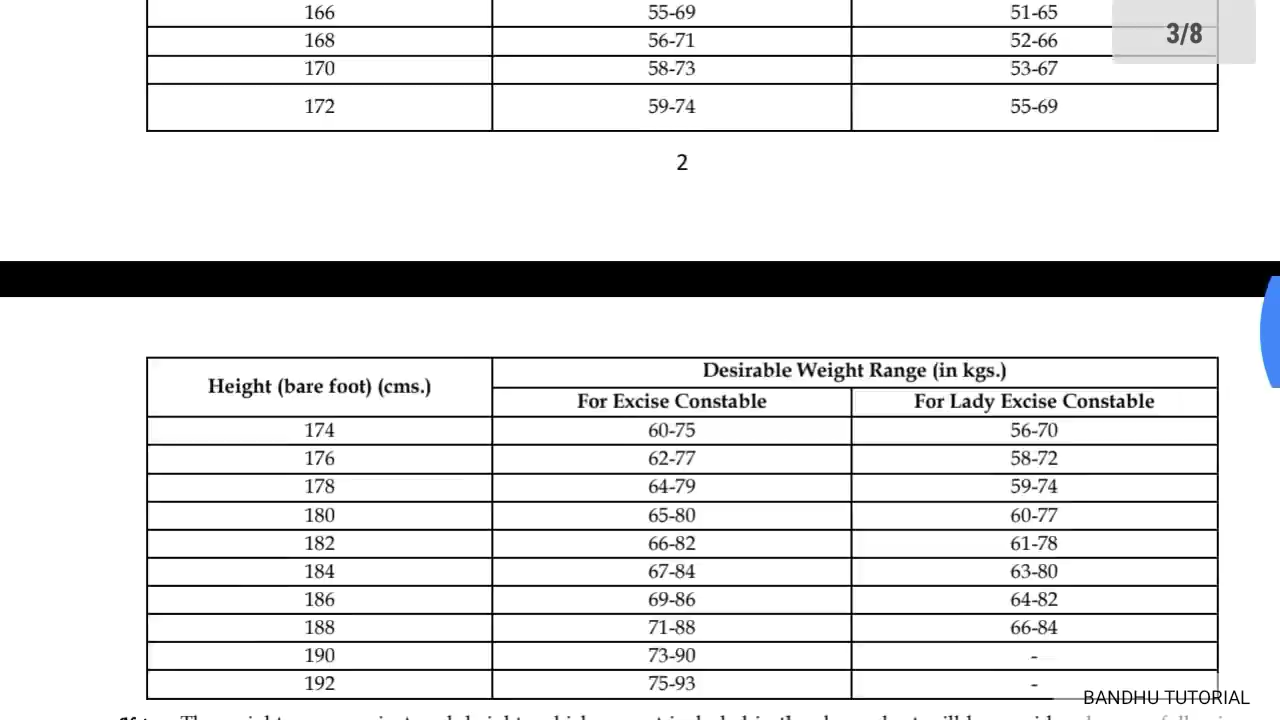 166 55-69 51-65
3/8
168 56-71 52-66
170 58-73 53-67
172 59-74 55-69
2
Height (bare foot) (cms.) Desirable Weight Range (in kgs.)
For Excise Constable For Lady Excise Constable
174 60-75 56-70
176 62-77 58-72
178 64-79 59-74
180 65-80 60-77
182 66-82 61-78
184 67-84 63-80
186 69-86 64-82
188 71-88 66-84
190 73-90 -
192 75-93 -
BANDHU TUTORIAL